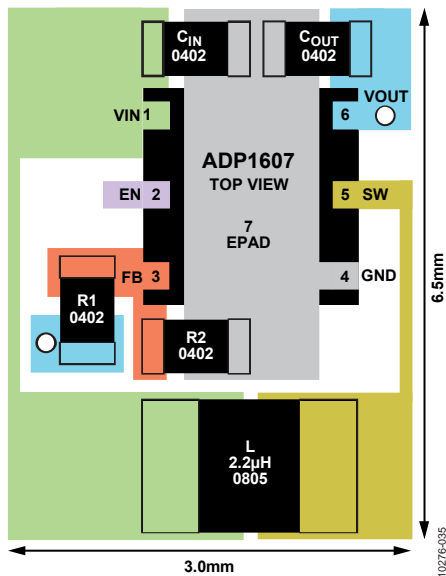 CIN
0402
COUT
0402
VIN 1
6
VOUT
ADP1607
TOP VIEW
EN 2
5 SW
7
EPAD
FB 3
4 GND
R1
0402
R2
0402
L
2.2µH
0805
6.5mm
3.0mm
10276-035